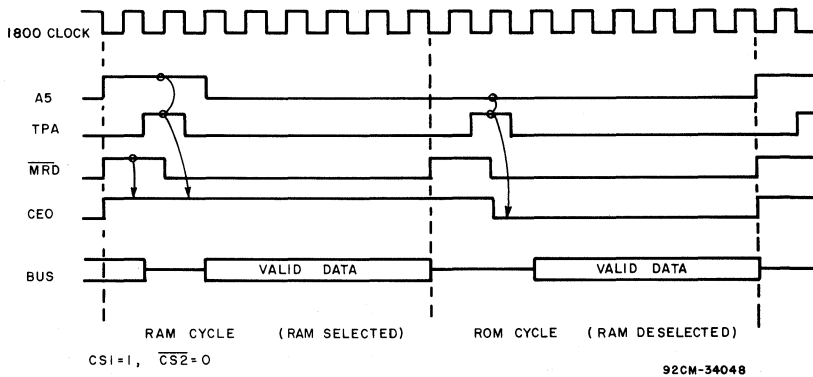 1800 CLOCK
A5
TPA
MRD
CEO
BUS
VALID DATA
VALID DATA
RAM CYCLE (RAM SELECTED)
ROM CYCLE (RAM DESELECTED)
CS1=1, CS2=0
92CM-34048